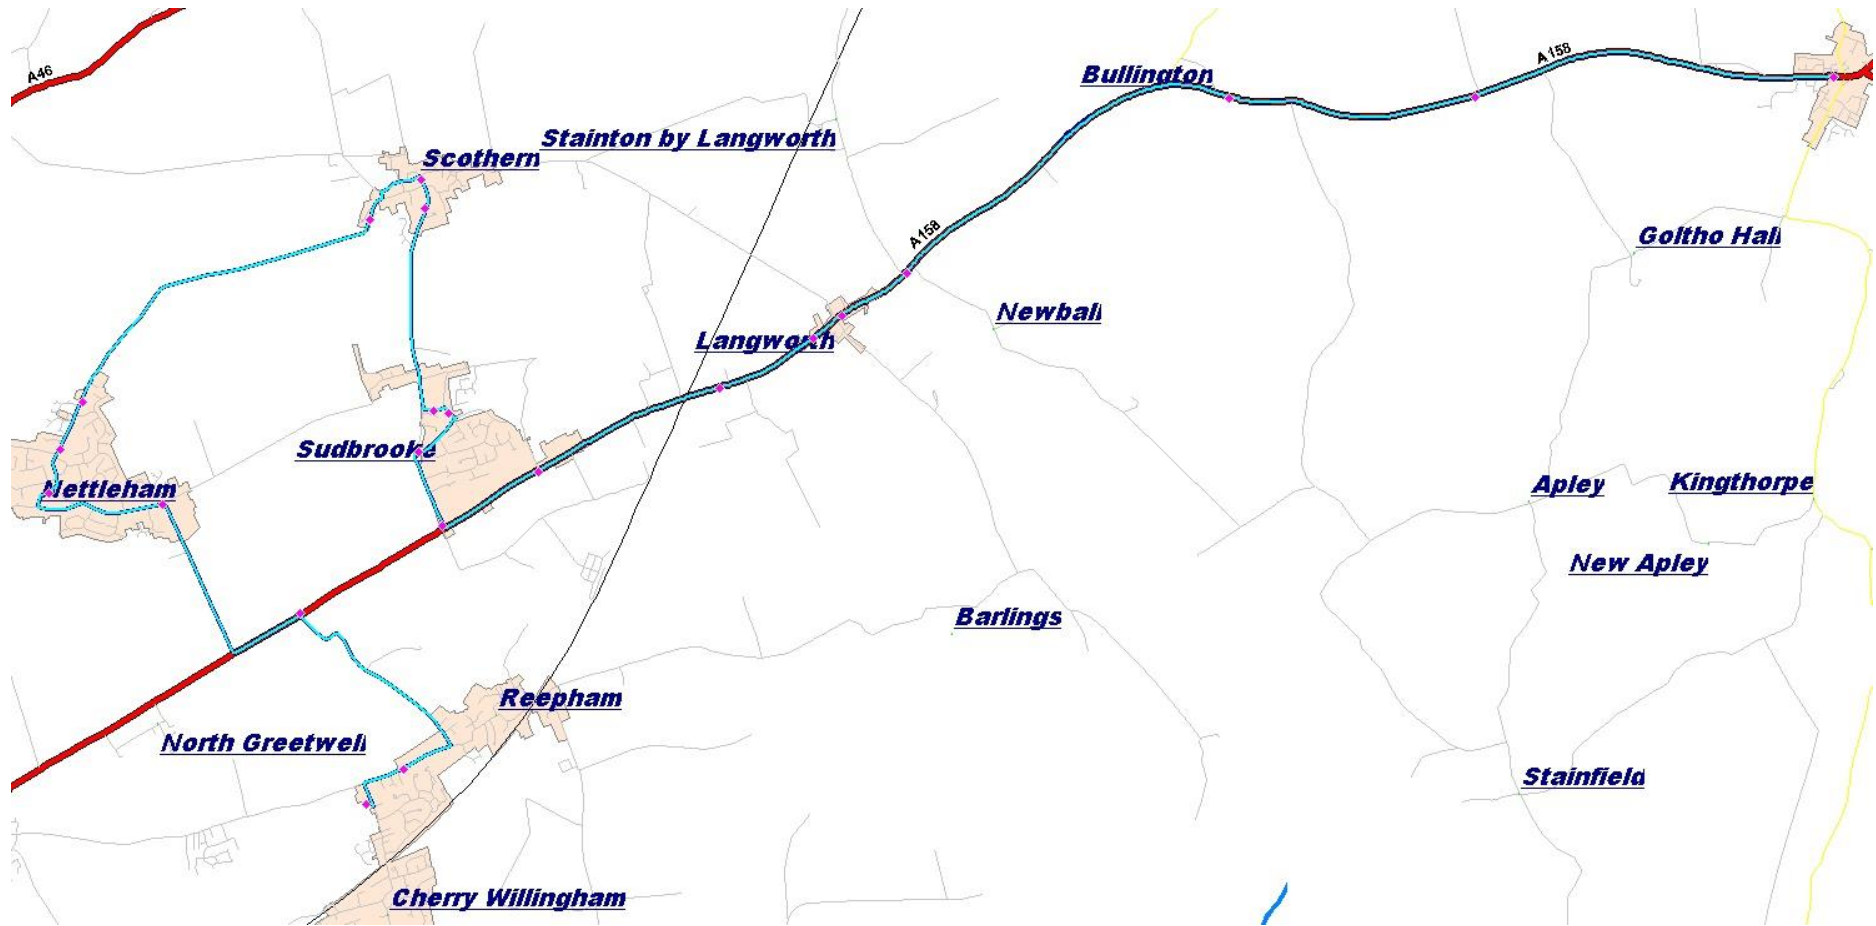 A46
A 158
Bullington
Stainton by Langworth
Scothern
A158
Goltho Hall
Newball
Langworth
Sudbrooke
Nettleham
Apley
Kingthorpe
New Apley
Barlings
Reepham
North Greetwell
Stainfield
Cherry Willingham